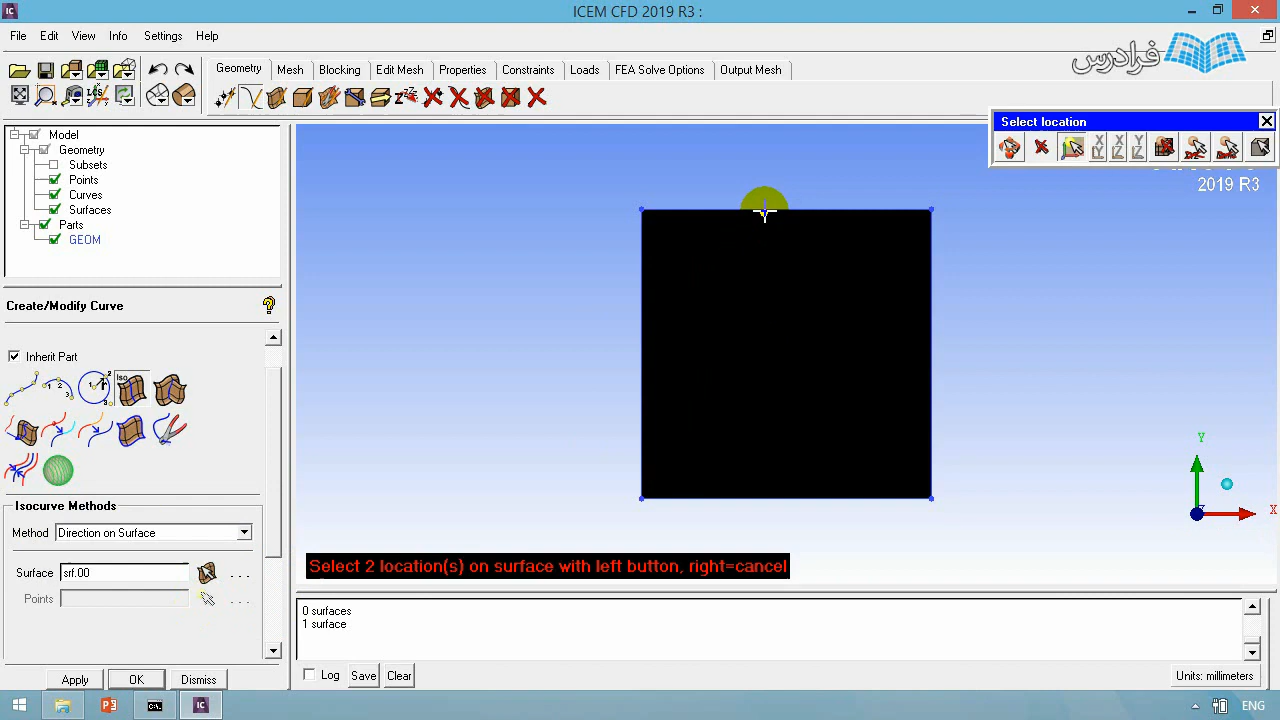 ICEM CFD 2019 R3 :
File Edit View Info Settings Help
فرادرس
Geometry Mesh Blocking Edit Mesh Properties Constraints Loads FEA Solve Options Output Mesh
Select location
2019 R3
Model
Geometry
Subsets
Points
Curves
Surfaces
Parts
GEOM
Create/Modify Curve
Inherit Part
Iso
Isocurve Methods
Method Direction on Surface
Surface srf.00
Points
Apply OK Dismiss
Y
X
Select 2 location(s) on surface with left button, right=cancel
0 surfaces
1 surface
Log Save Clear
Units: millimeters
ENG